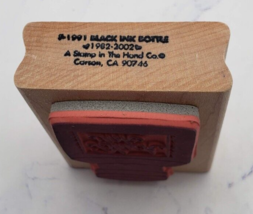 P-1991 BLACK INK BOTTLE
1982-2002
A Stamp in The Hand Co.©
Carson, CA 90746